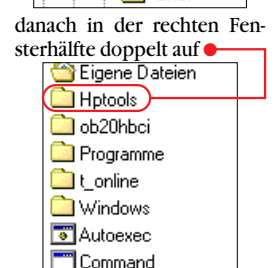 danach in der rechten Fen-
sterhälfte doppelt auf
Eigene Dateien
Hptools
ob20hbci
Programme
t_online
Windows
Autoexec
Command